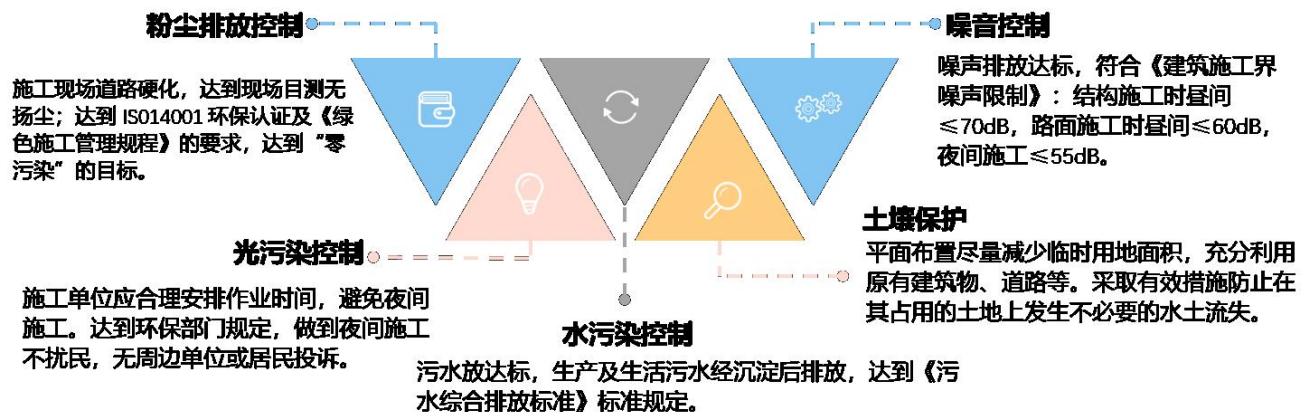 粉尘排放控制
施工现场道路硬化，达到现场目测无
扬尘；达到 ISO14001 环保认证及《绿
色施工管理规程》的要求，达到“零
污染”的目标。
噪音控制
噪声排放达标，符合《建筑施工界
噪声限制》：结构施工时昼间
≤70dB，路面施工时昼间≤60dB，
夜间施工≤55dB。
光污染控制
施工单位应合理安排作业时间，避免夜间
施工。达到环保部门规定，做到夜间施工
不扰民，无周边单位或居民投诉。
水污染控制
污水放达标，生产及生活污水经沉淀后排放，达到《污
水综合排放标准》标准规定。
土壤保护
平面布置尽量减少临时用地面积，充分利用
原有建筑物、道路等。采取有效措施防止在
其占用的土地上发生不必要的水土流失。